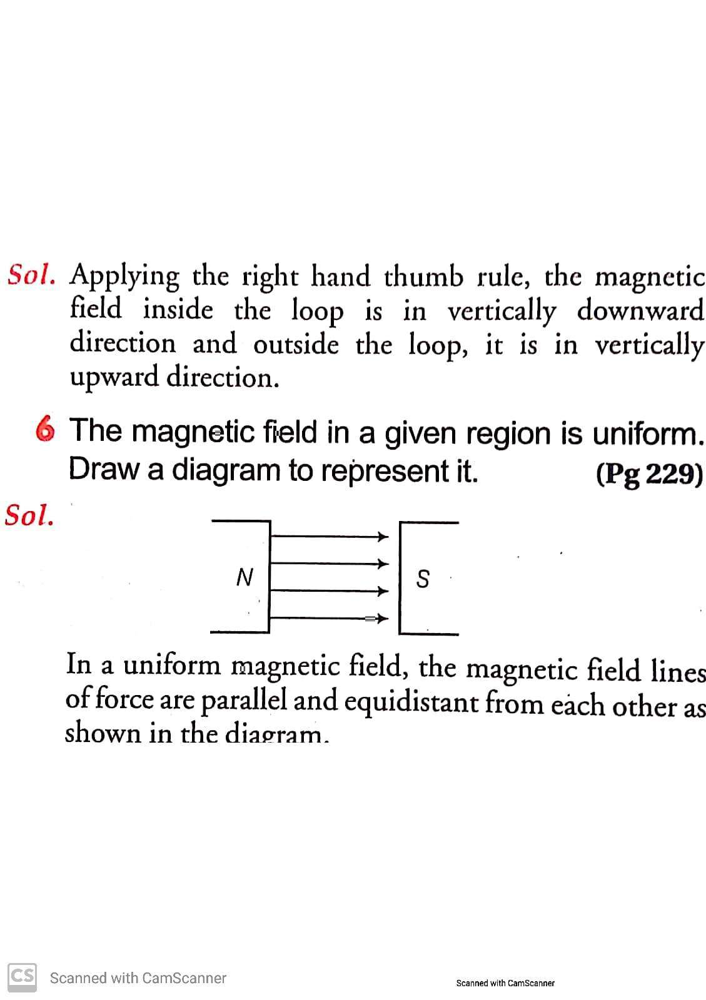 Sol. Applying the right hand thumb rule, the magnetic
field inside the loop is in vertically downward
direction and outside the loop, it is in vertically
upward direction.
6 The magnetic field in a given region is uniform.
Draw a diagram to represent it. (Pg 229)
Sol.
N S
In a uniform magnetic field, the magnetic field lines
of force are parallel and equidistant from each other as
shown in the diagram.
CS Scanned with CamScanner
Scanned with CamScanner